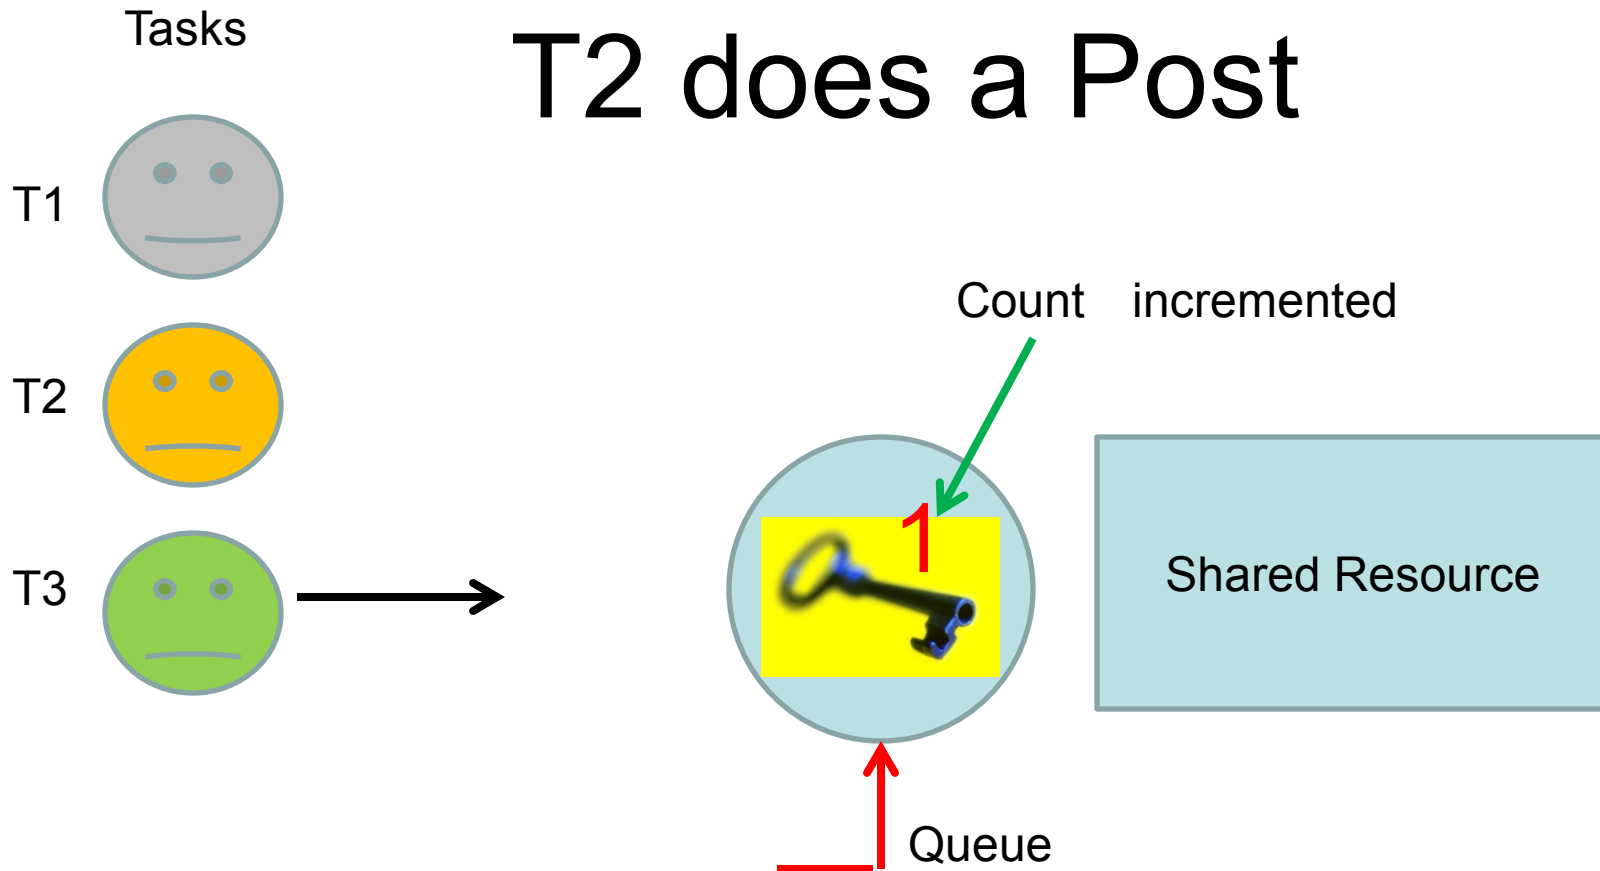 Tasks
T2 does a Post
T1
Count incremented
T2
1
Shared Resource
T3
Queue